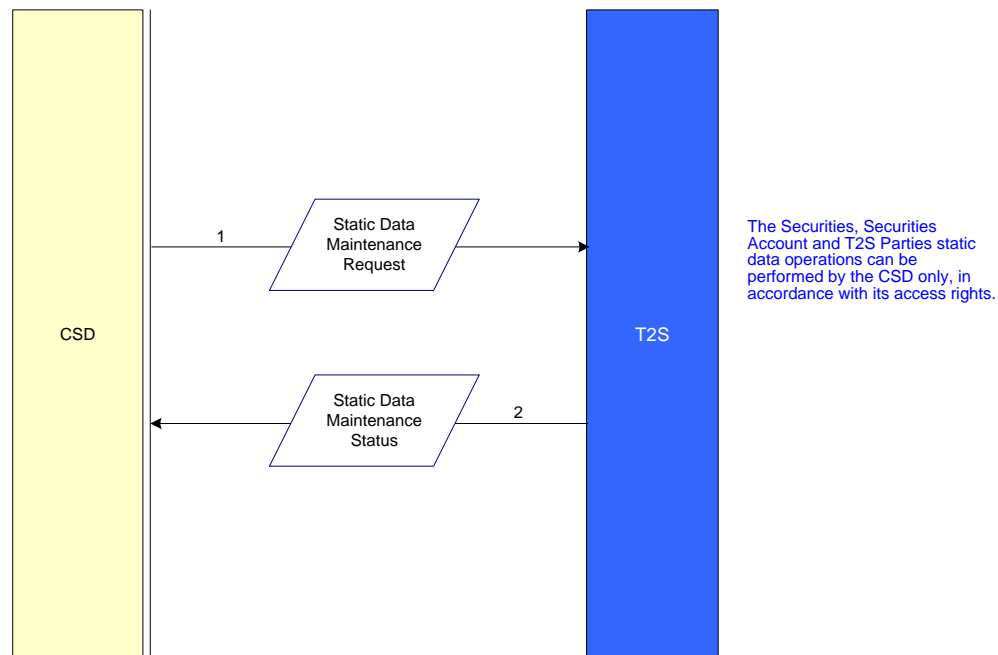 1
Static Data
Maintenance
Request
The Securities, Securities
Account and T2S Parties static
data operations can be
performed by the CSD only, in
accordance with its access rights.
CSD
T2S
Static Data
Maintenance
Status
2